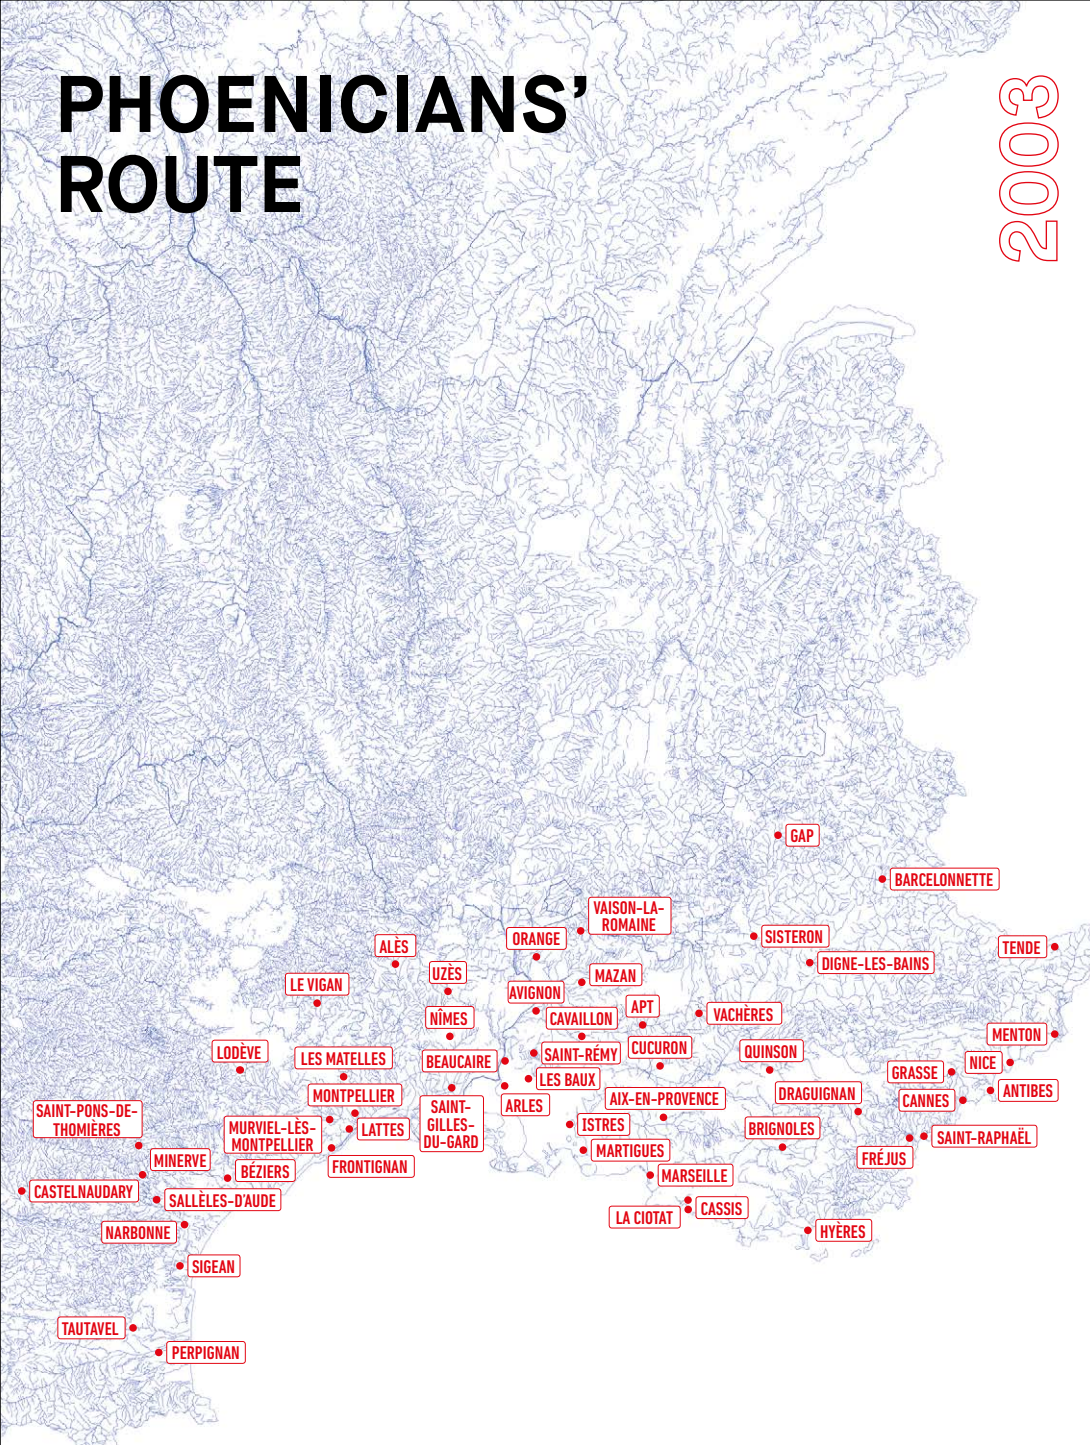 PHOENICIANS'
ROUTE
2003
GAP
BARCELONNETTE
VAISON-LA-
ROMAINE
ORANGE
SISTERON
ALÈS
TENDE
DIGNE-LES-BAINS
UZÈS
MAZAN
LE VIGAN
AVIGNON
APT
VACHÈRES
NÎMES
CAVAILLON
MENTON
LODÈVE
LES MATELLES
BEAUCAIRE
SAINT-RÉMY
CUCURON
QUINSON
NICE
GRASSE
LES BAUX
ANTIBES
MONTPELLIER
DRAGUIGNAN
CANNES
AIX-EN-PROVENCE
ARLES
SAINT-
GILLES-
DU-GARD
SAINT-PONS-DE-
THOMIÈRES
MURVIEL-LÈS-
MONTPELLIER
LATTES
ISTRES
BRIGNOLES
SAINT-RAPHAËL
MARTIGUES
FRÉJUS
MINERVE
BÉZIERS
FRONTIGNAN
MARSEILLE
CASTELNAUDARY
SALLÈLES-D'AUDE
CASSIS
LA CIOTAT
NARBONNE
HYÈRES
SIGEAN
TAUTAVEL
PERPIGNAN